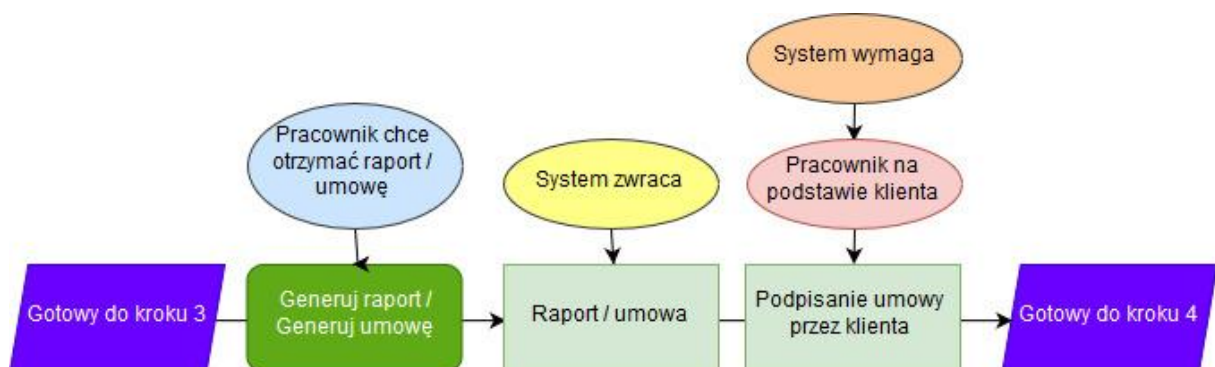 System wymaga
Pracownik chce
otrzymać raport /
umowę
System zwraca
Pracownik na
podstawie klienta
Gotowy do kroku 3
Generuj raport /
Generuj umowę
Raport / umowa
Podpisanie umowy
przez klienta
Gotowy do kroku 4